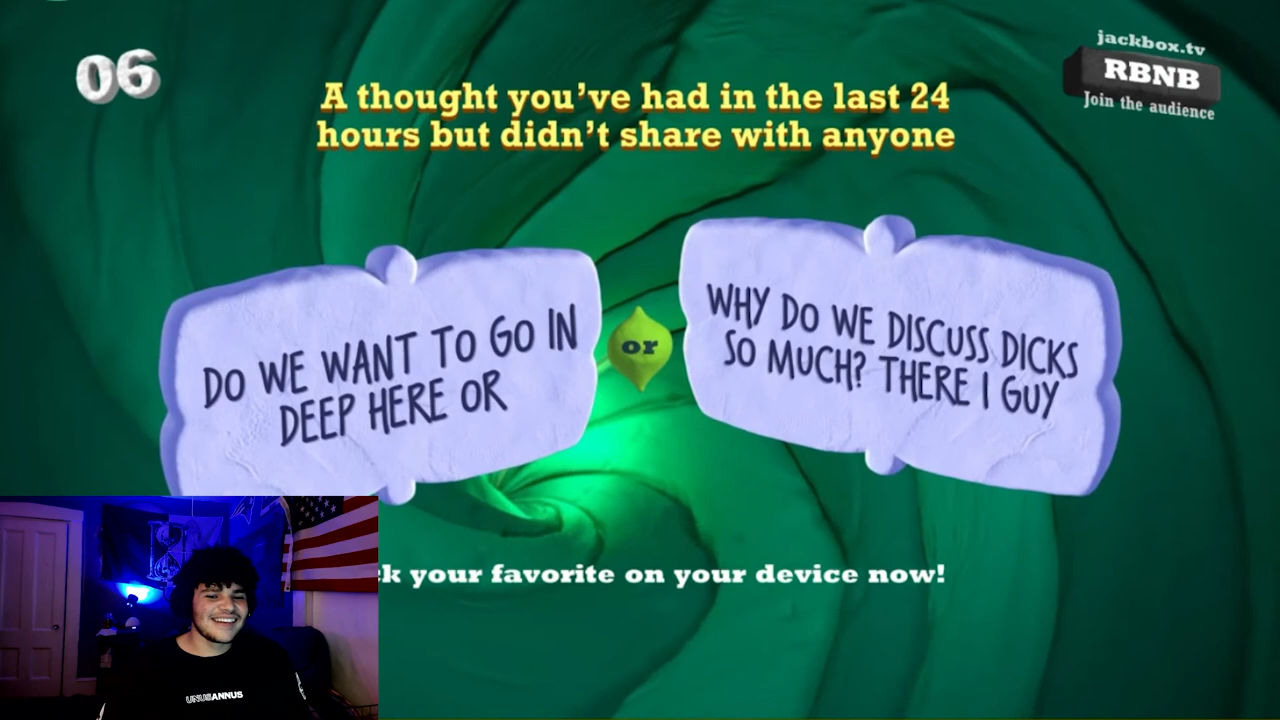 06
jackbox.tv
RBNB
Join the audience
A thought you've had in the last 24
hours but didn't share with anyone
DO WE WANT TO GO IN
DEEP HERE OR
or
WHY DO WE DISCUSS DICKS
SO MUCH? THERE I GUY
ck your favorite on your device now!
UNUSANNUS